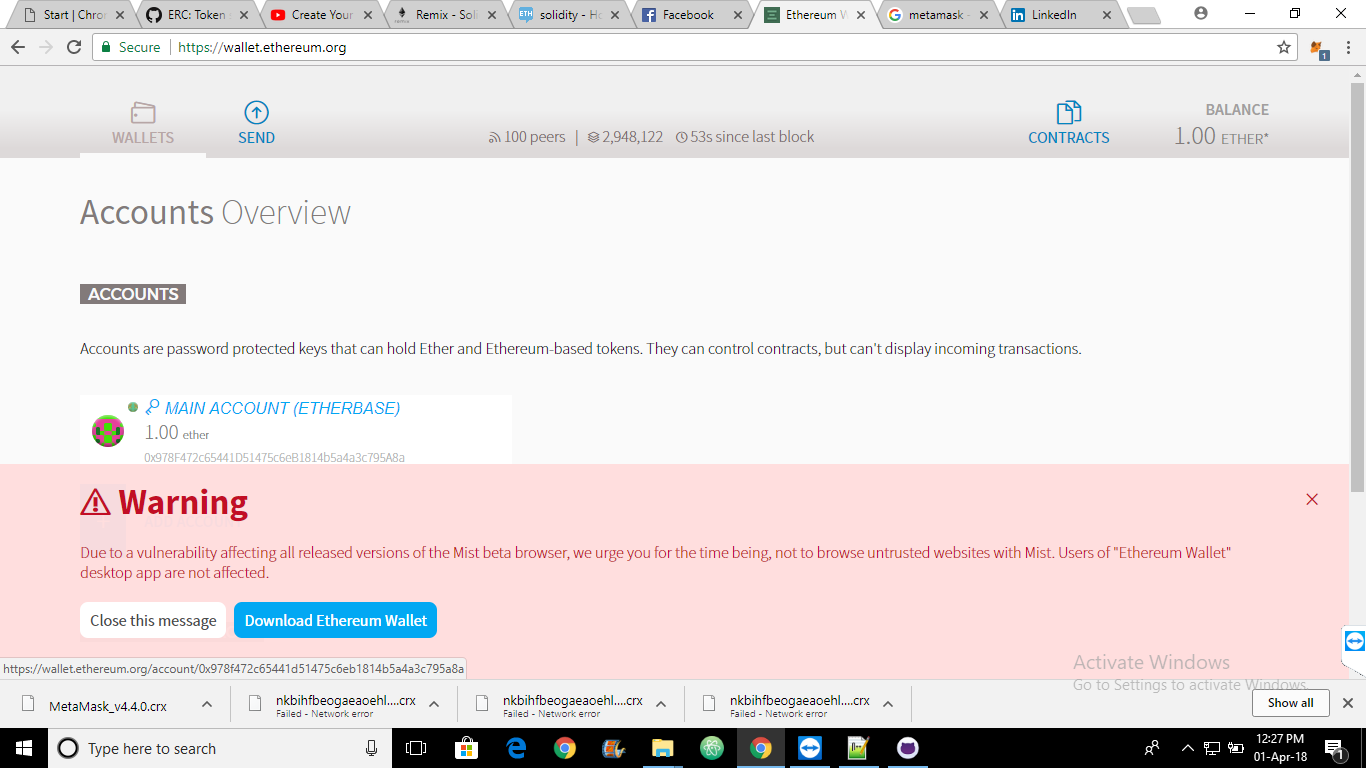 Start | Chror
ERC: Token
Create Your
Remix - Soli
solidity - Ho
Facebook
Ethereum W
metamask -
LinkedIn
Secure
https://wallet.ethereum.org
1
WALLETS
SEND
100 peers | 2,948,122 53s since last block
CONTRACTS
BALANCE
1.00 ETHER*
Accounts Overview
ACCOUNTS
Accounts are password protected keys that can hold Ether and Ethereum-based tokens. They can control contracts, but can't display incoming transactions.
MAIN ACCOUNT (ETHERBASE)
1.00 ether
0x978F472c65441D51475c6eB1814b5a4a3c795A8a
Warning
Due to a vulnerability affecting all released versions of the Mist beta browser, we urge you for the time being, not to browse untrusted websites with Mist. Users of "Ethereum Wallet"
desktop app are not affected.
Close this message
Download Ethereum Wallet
https://wallet.ethereum.org/account/0x978f472c65441d51475c6eb1814b5a4a3c795a8a
Activate Windows
Go to Settings to activate Windows.
MetaMask_v4.4.0.crx
nkbihfbeogaeaoehl....crx
Failed - Network error
nkbihfbeogaeaoehl....crx
Failed - Network error
nkbihfbeogaeaoehl....crx
Failed - Network error
Show all
Type here to search
12:27 PM
01-Apr-18
1